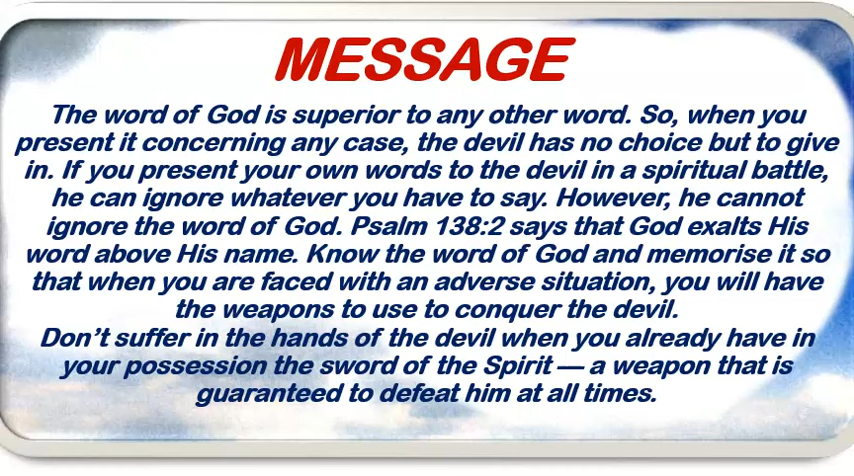 MESSAGE
The word of God is superior to any other word. So, when you
present it concerning any case, the devil has no choice but to give
in. If you present your own words to the devil in a spiritual battle,
he can ignore whatever you have to say. However, he cannot
ignore the word of God. Psalm 138:2 says that God exalts His
word above His name. Know the word of God and memorise it so
that when you are faced with an adverse situation, you will have
the weapons to use to conquer the devil.
Don’t suffer in the hands of the devil when you already have in
your possession the sword of the Spirit — a weapon that is
guaranteed to defeat him at all times.